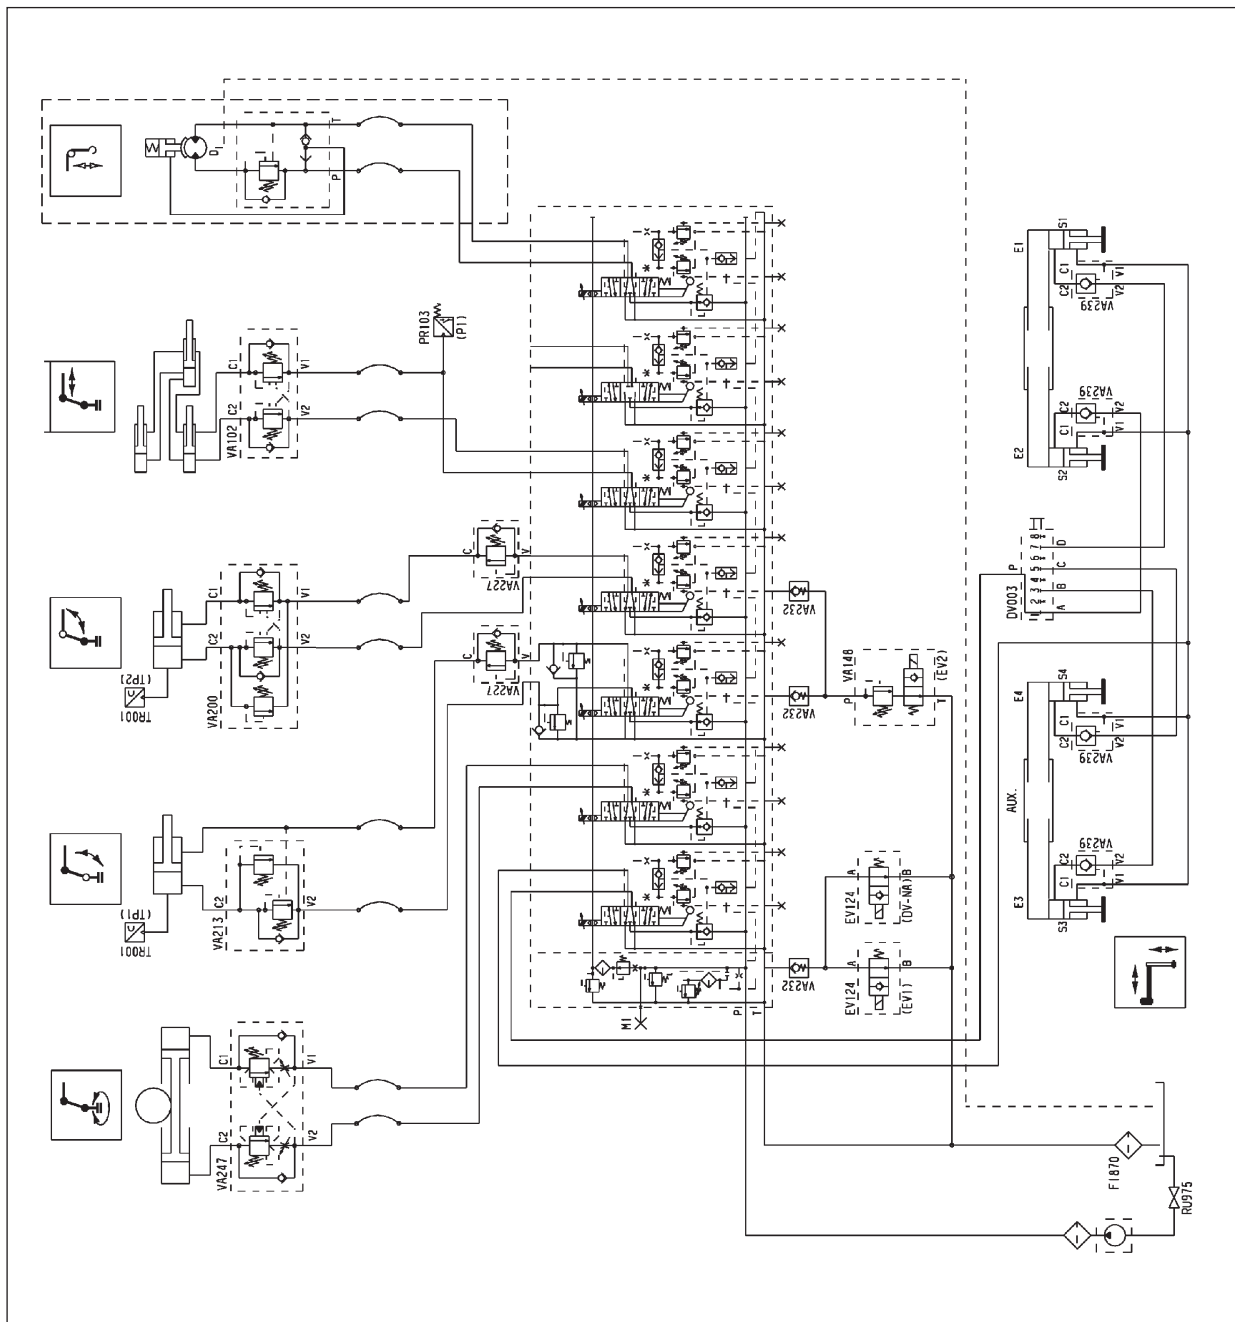 D1
T
P
PR103
(P1)
C1
V1
C2
V2
VA102
C
V
VA227
C1
V1
C2
V2
(TP2)
TR001
VA200
C
V
VA227
(TP1)
TR001
C2
V2
VA213
C1
V1
C2
V2
VA247
M1
P
T
VA232
VA232
VA232
P
T
VA148
(EV2)
A
B
EV124
(DV-NA)
A
B
EV124
(EV1)
E1
S1
C1
V1
C2
V2
VA239
C2
V2
C1
V1
VA239
E2
S2
P
DV003
1 2 3 4 5 6 7 8
A
B
C
D
E4
S4
C1
V1
C2
V2
VA239
AUX.
C2
V2
C1
V1
VA239
E3
S3
FI870
RU975